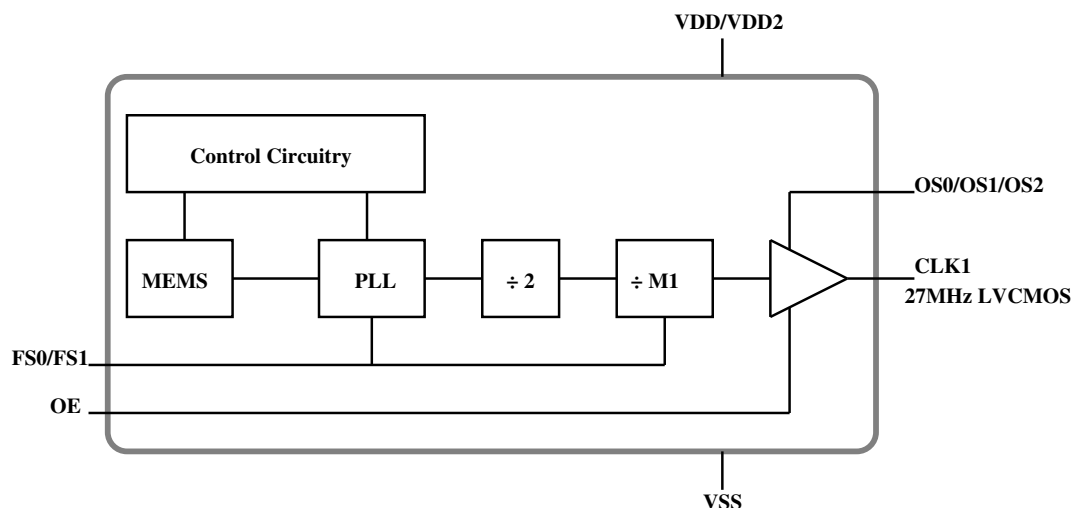 VDD/VDD2
Control Circuitry
OS0/OS1/OS2
MEMS
PLL
÷ 2
÷ M1
CLK1
27MHz LVCMOS
FS0/FS1
OE
VSS